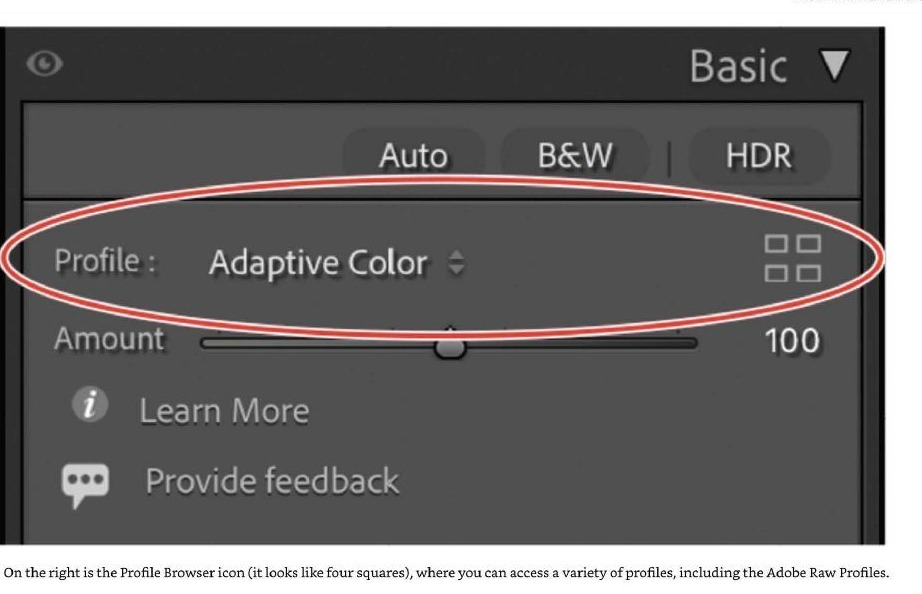 Basic
Auto B&W | HDR
Profile : Adaptive Color
Amount 100
Learn More
Provide feedback
On the right is the Profile Browser icon (it looks like four squares), where you can access a variety of profiles, including the Adobe Raw Profiles.